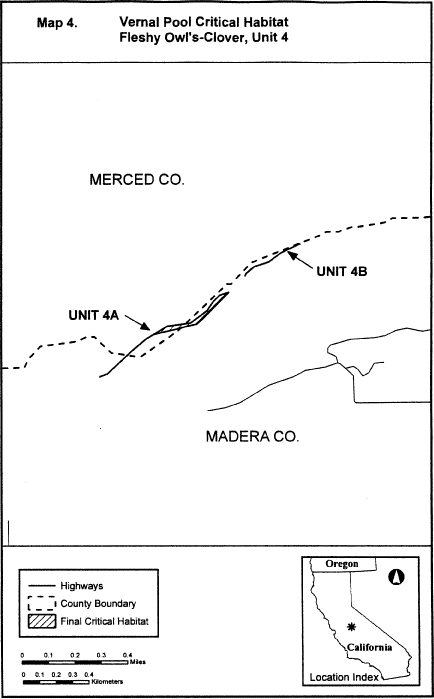 Map 4.
Vernal Pool Critical Habitat
Fleshy Owl's-Clover, Unit 4
MERCED CO.
UNIT 4B
UNIT 4A
MADERA CO.
Highways
County Boundary
Final Critical Habitat
0 0.1 0.2 0.3 0.4
Miles
0 0.1 0.2 0.3 0.4
Kilometers
Oregon
California
Location Index